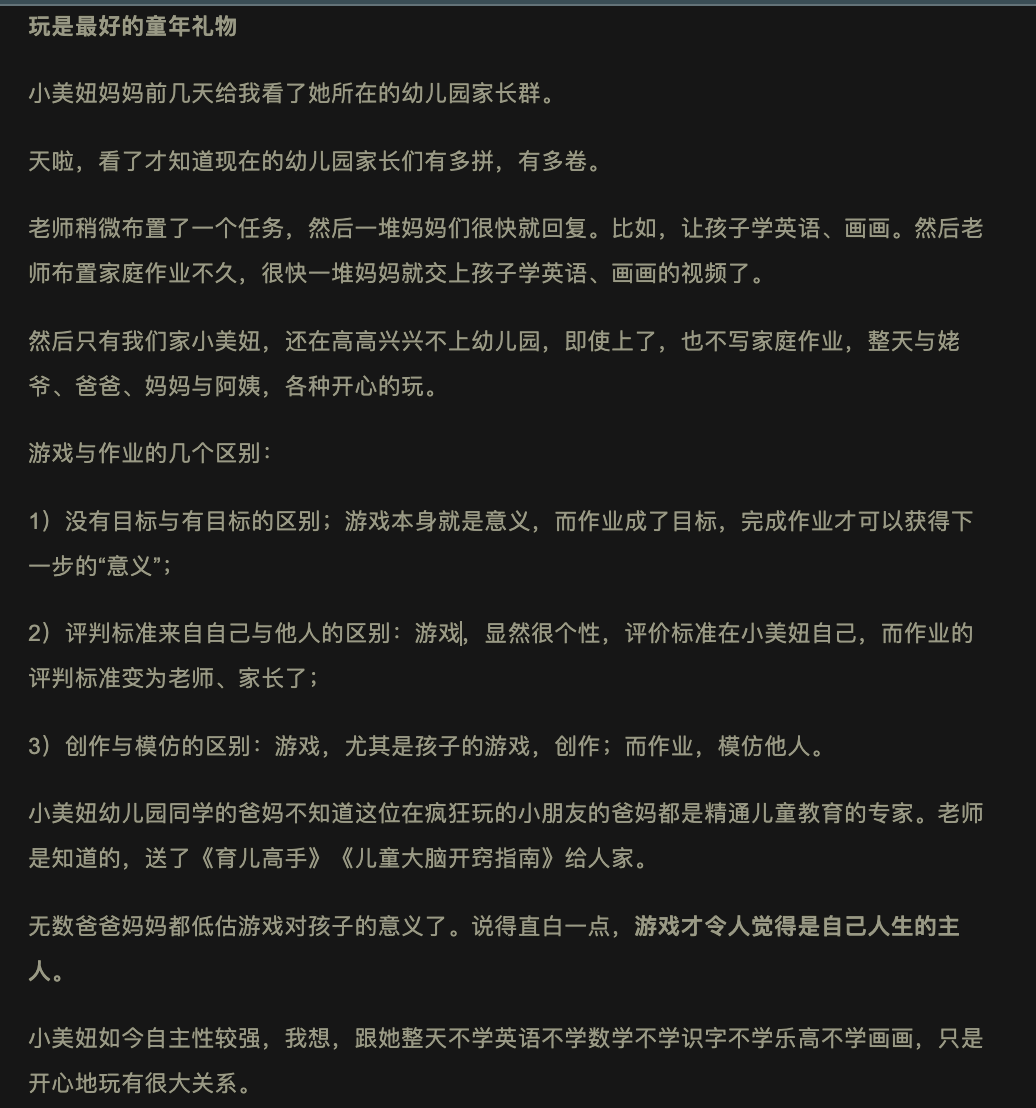 玩是最好的童年礼物
小美妞妈妈前几天给我看了她所在的幼儿园家长群。
天啦，看了才知道现在的幼儿园家长们有多拼，有多卷。
老师稍微布置了一个任务，然后一堆妈妈们很快就回复。比如，让孩子学英语、画画。然后老
师布置家庭作业不久，很快一堆妈妈就交上孩子学英语、画画的视频了。
然后只有我们家小美妞，还在高高兴兴不上幼儿园，即使上了，也不写家庭作业，整天与姥
爷、爸爸、妈妈与阿姨，各种开心的玩。
游戏与作业的几个区别：
1）没有目标与有目标的区别；游戏本身就是意义，而作业成了目标，完成作业才可以获得下
一步的“意义”；
2）评判标准来自自己与他人的区别：游戏，显然很个性，评价标准在小美妞自己，而作业的
评判标准变为老师、家长了；
3）创作与模仿的区别：游戏，尤其是孩子的游戏，创作；而作业，模仿他人。
小美妞幼儿园同学的爸妈不知道这位在疯狂玩的小朋友的爸妈都是精通儿童教育的专家。老师
是知道的，送了《育儿高手》《儿童大脑开窍指南》给人家。
无数爸爸妈妈都低估游戏对孩子的意义了。说得直白一点，游戏才令人觉得是自己人生的主
人。
小美妞如今自主性较强，我想，跟她整天不学英语不学数学不学识字不学乐高不学画画，只是
开心地玩有很大关系。